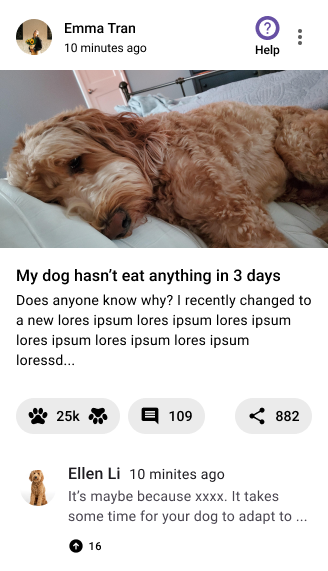 Emma Tran
10 minutes ago
Help
My dog hasn’t eat anything in 3 days
Does anyone know why? I recently changed to
a new lores ipsum lores ipsum lores ipsum
lores ipsum lores ipsum lores ipsum
loressd...
25k
109
882
Ellen Li 10 minites ago
It’s maybe because xxxx. It takes
some time for your dog to adapt to ...
16